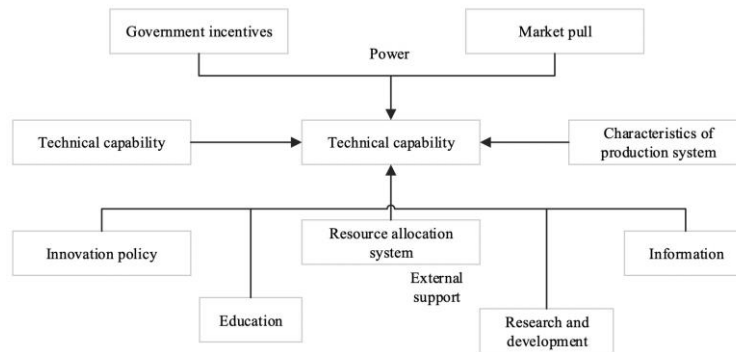 Government incentives
Market pull
Power
Technical capability
Technical capability
Characteristics of
production system
Innovation policy
Resource allocation
system
Information
External
support
Education
Research and
development